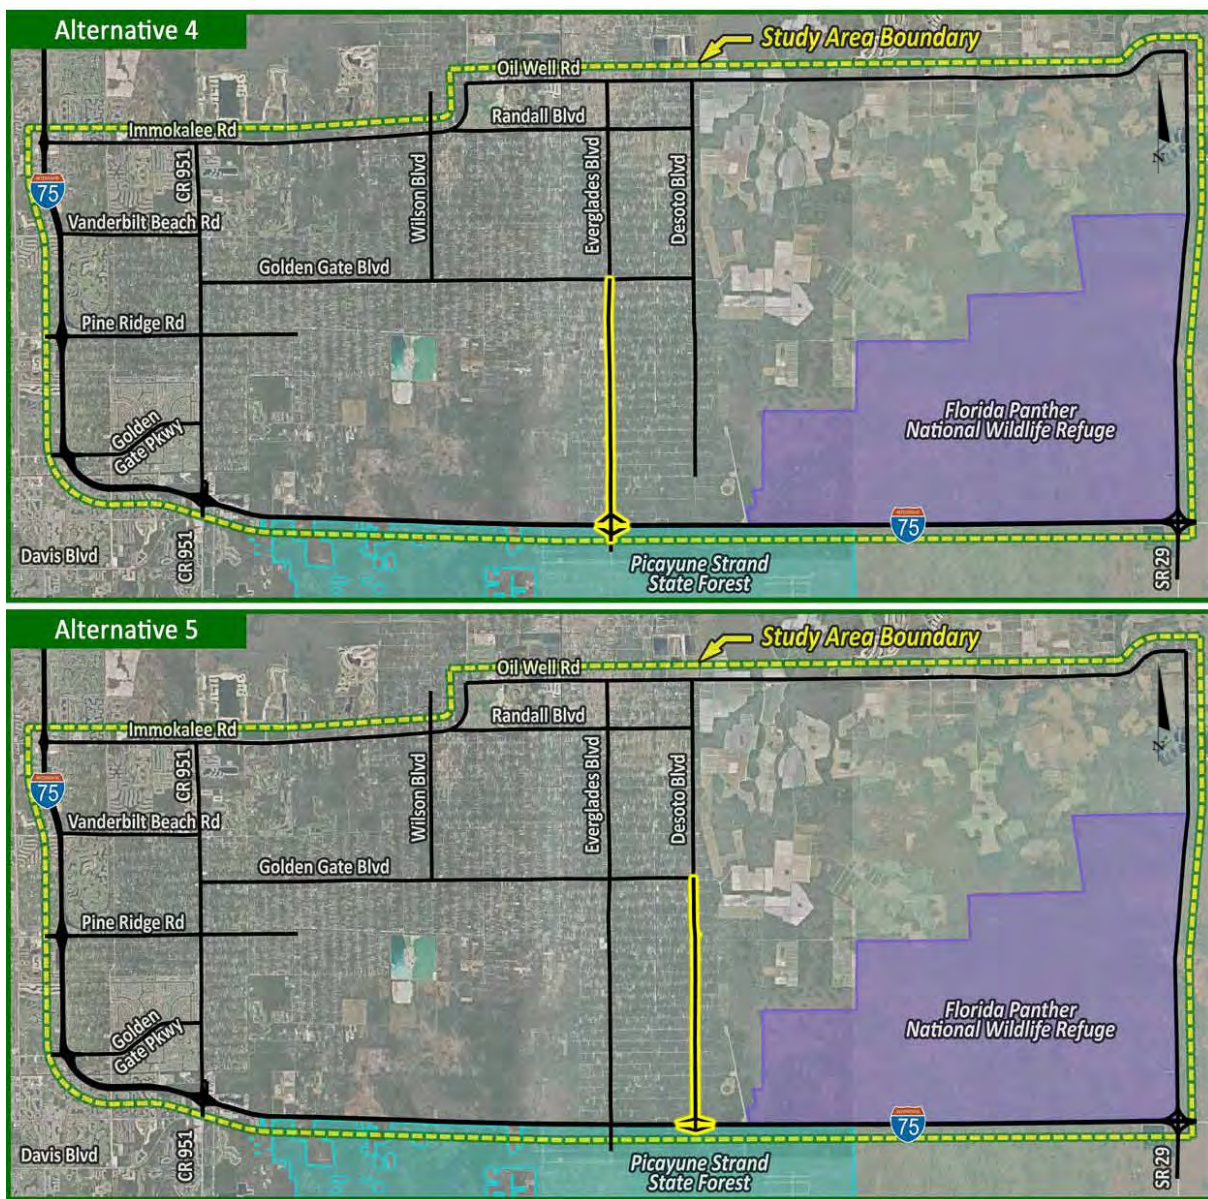 Alternative 4
Study Area Boundary
Oil Well Rd
Immokalee Rd
Randall Blvd
CR 951
Wilson Blvd
Everglades Blvd
Desoto Blvd
N
75
Vanderbilt Beach Rd
Golden Gate Blvd
Pine Ridge Rd
Golden
Gate Pkwy
Florida Panther
National Wildlife Refuge
75
Davis Blvd
CR 951
Picayune Strand
State Forest
SR 29
Alternative 5
Study Area Boundary
Oil Well Rd
Immokalee Rd
Randall Blvd
CR 951
Wilson Blvd
Everglades Blvd
Desoto Blvd
N
75
Vanderbilt Beach Rd
Golden Gate Blvd
Pine Ridge Rd
Golden
Gate Pkwy
Florida Panther
National Wildlife Refuge
75
Davis Blvd
CR 951
Picayune Strand
State Forest
SR 29